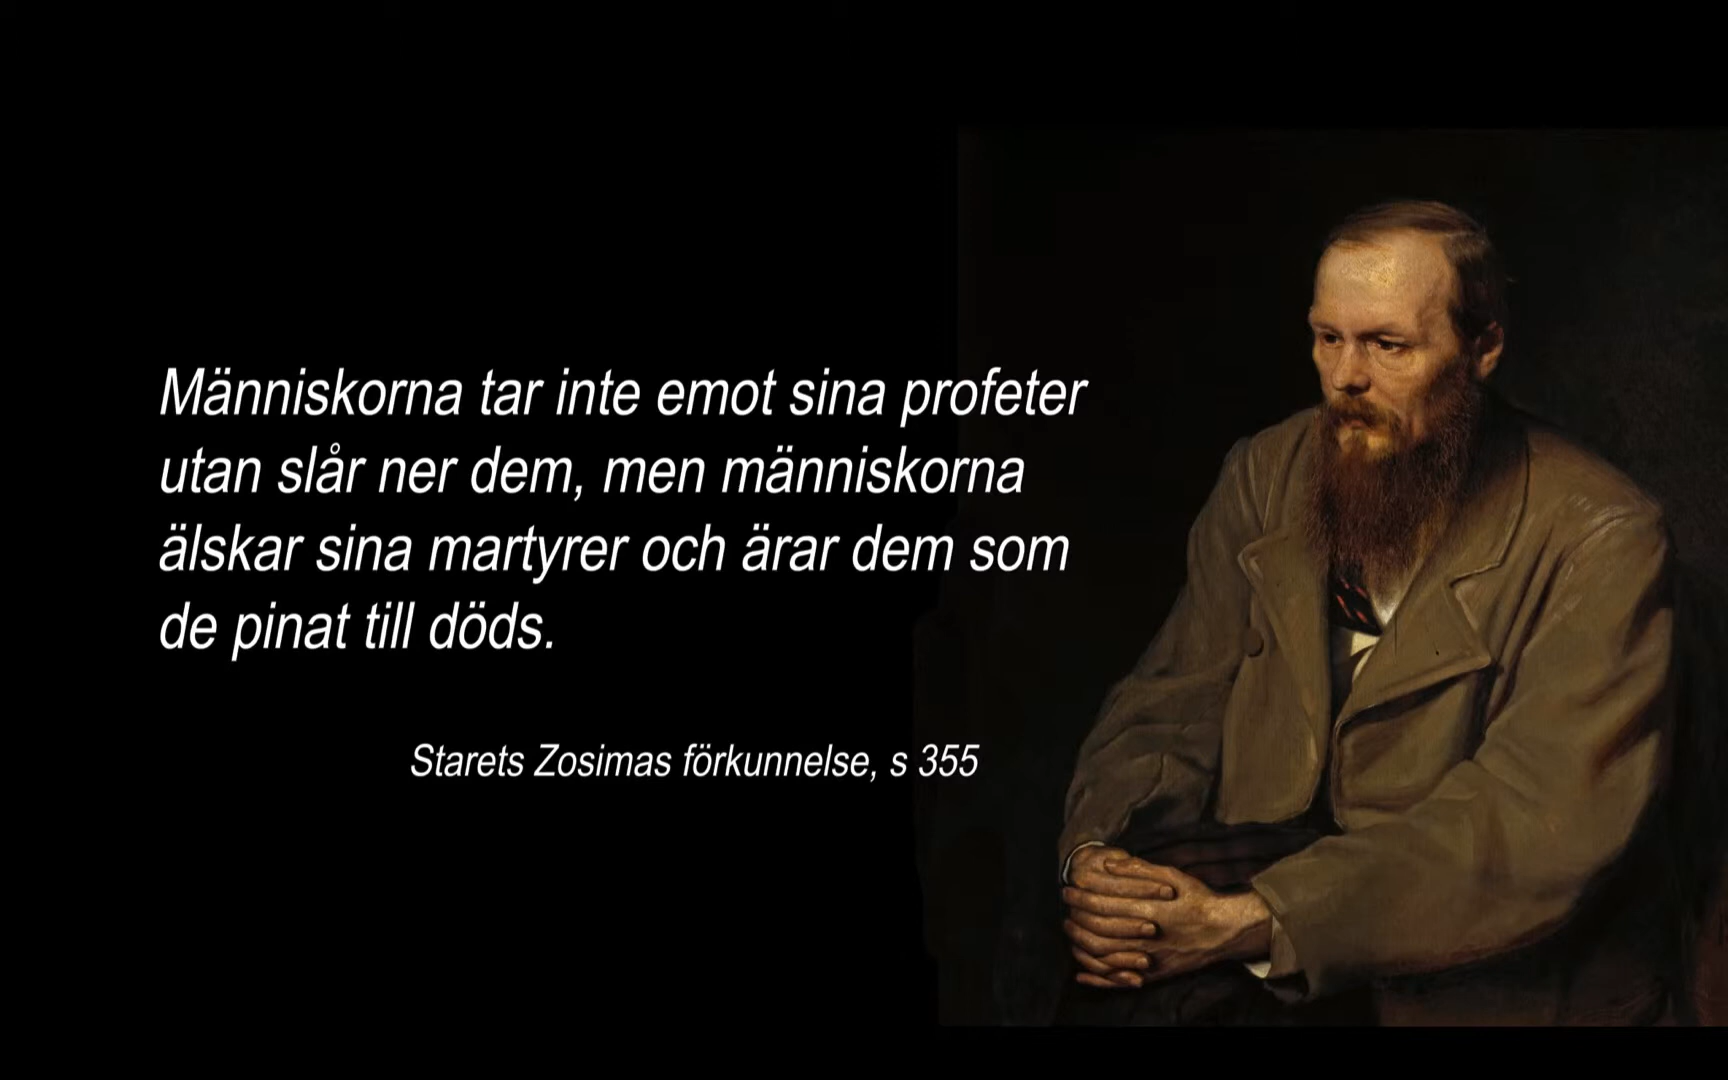 Människorna tar inte emot sina profeter
utan slår ner dem, men människorna
älskar sina martyrer och ärar dem som
de pinat till döds.
Starets Zosimas förkunnelse, s 355